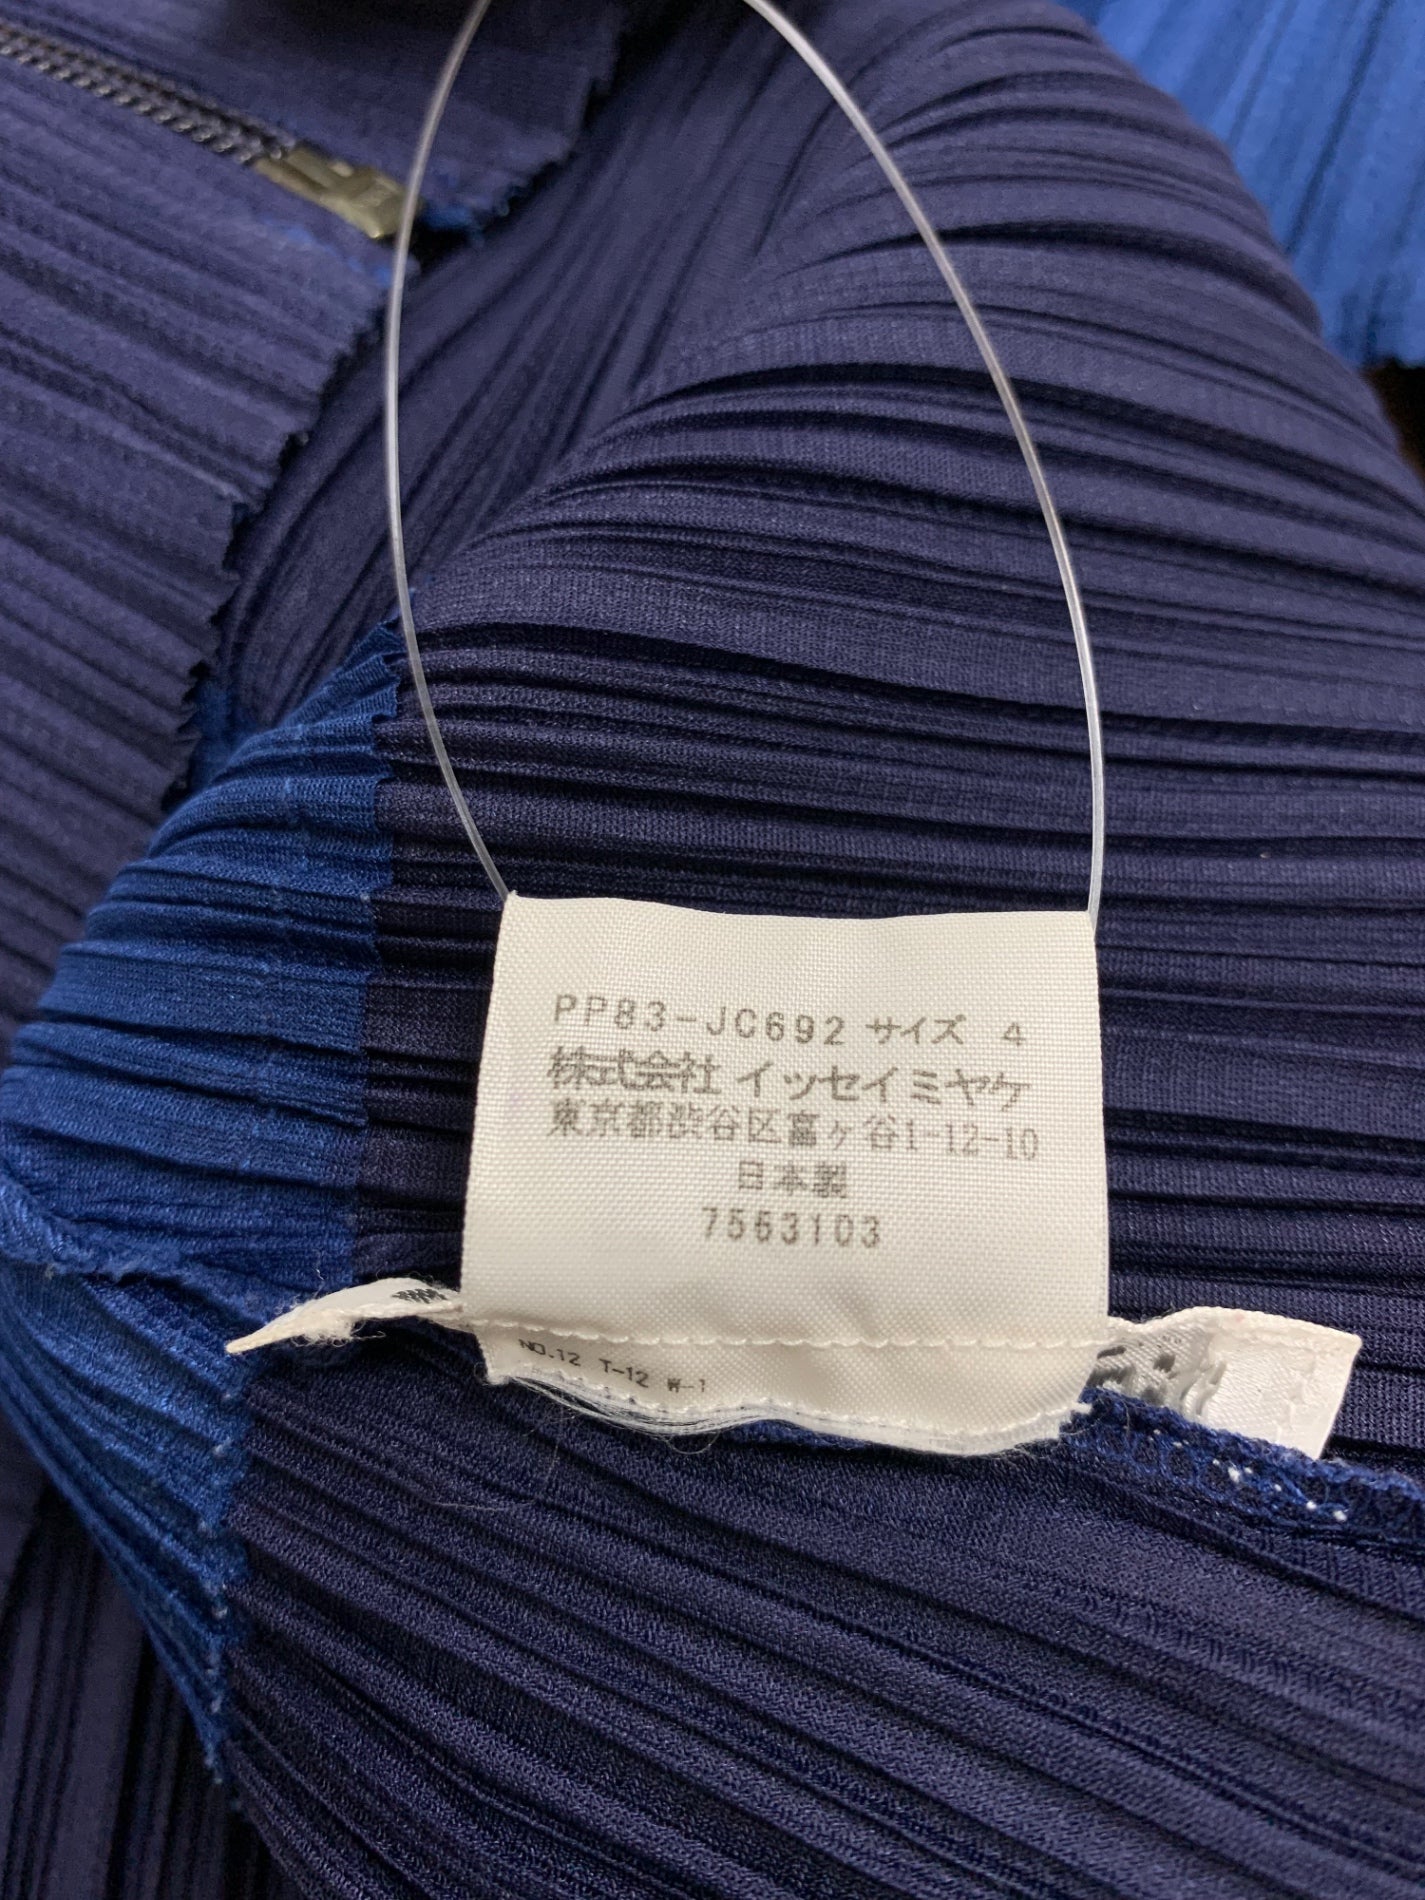 PP83-JC692 サイズ 4
株式会社 イッセイミヤケ
東京都渋谷区富ヶ谷1-12-10
日本製
7563103
NO.12 T-12 W-1